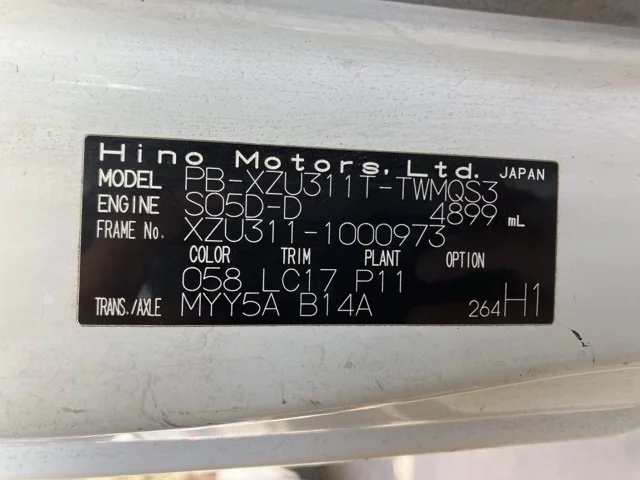 Hino Motors, Ltd. JAPAN
MODEL PB-XZU311T-TWMQS3
ENGINE S05D-D 4899 mL
FRAME No. XZU311-1000973
COLOR TRIM PLANT OPTION
058 LC17 P11
TRANS./AXLE MYY5A B14A 264H1